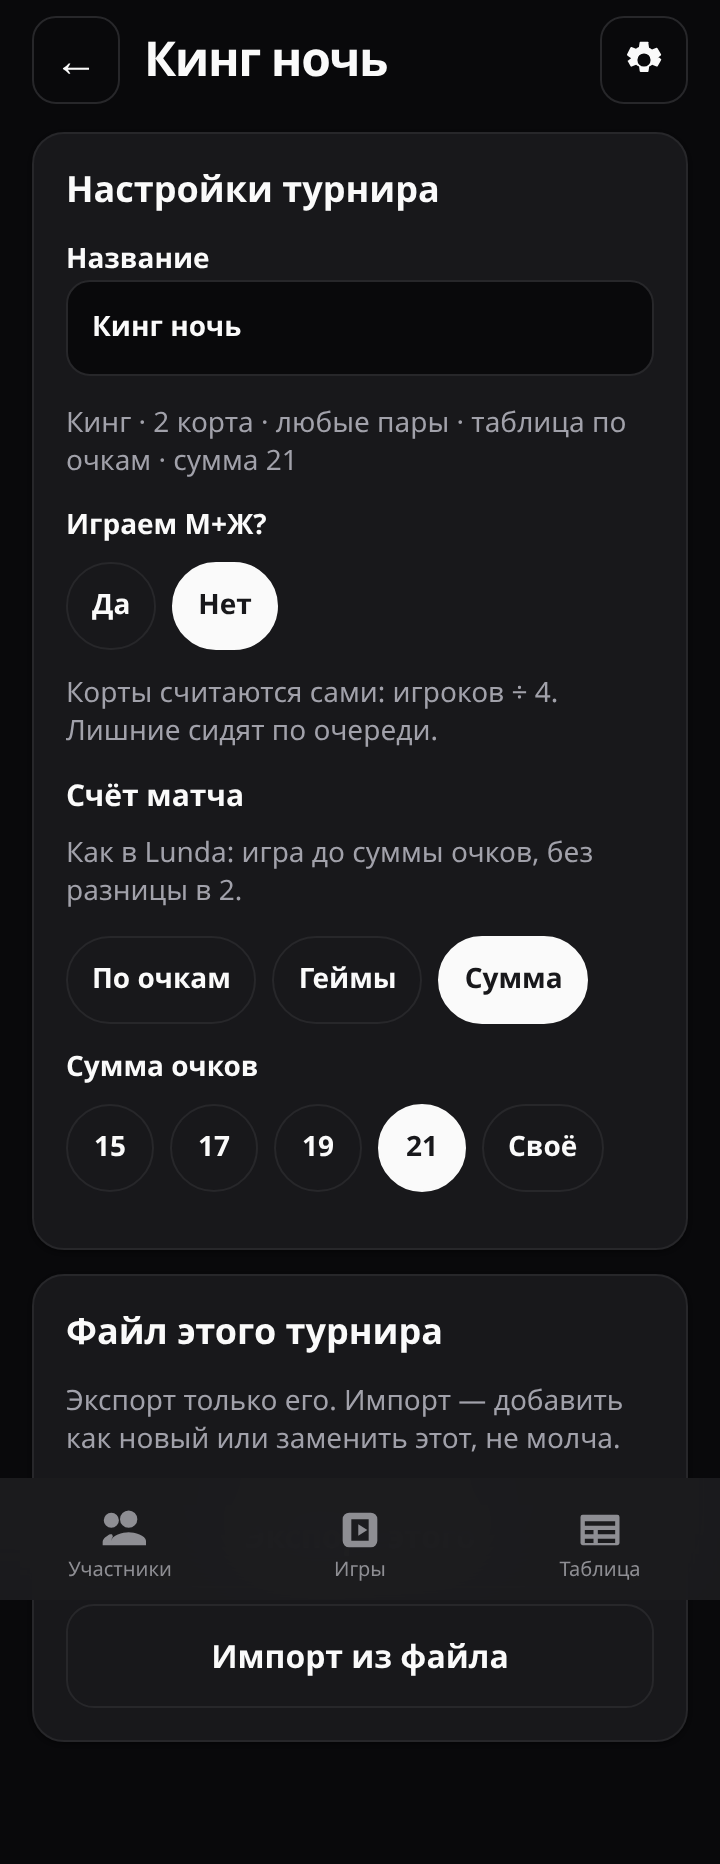 ← Кинг ночь
Настройки турнира
Название
Кинг ночь
Кинг · 2 корта · любые пары · таблица по
очкам · сумма 21
Играем М+Ж?
Да Нет
Корты считаются сами: игроков ÷ 4.
Лишние сидят по очереди.
Счёт матча
Как в Lunda: игра до суммы очков, без
разницы в 2.
По очкам Геймы Сумма
Сумма очков
15 17 19 21 Своё
Файл этого турнира
Экспорт только его. Импорт — добавить
как новый или заменить этот, не молча.
Участники Игры Таблица
Импорт из файла